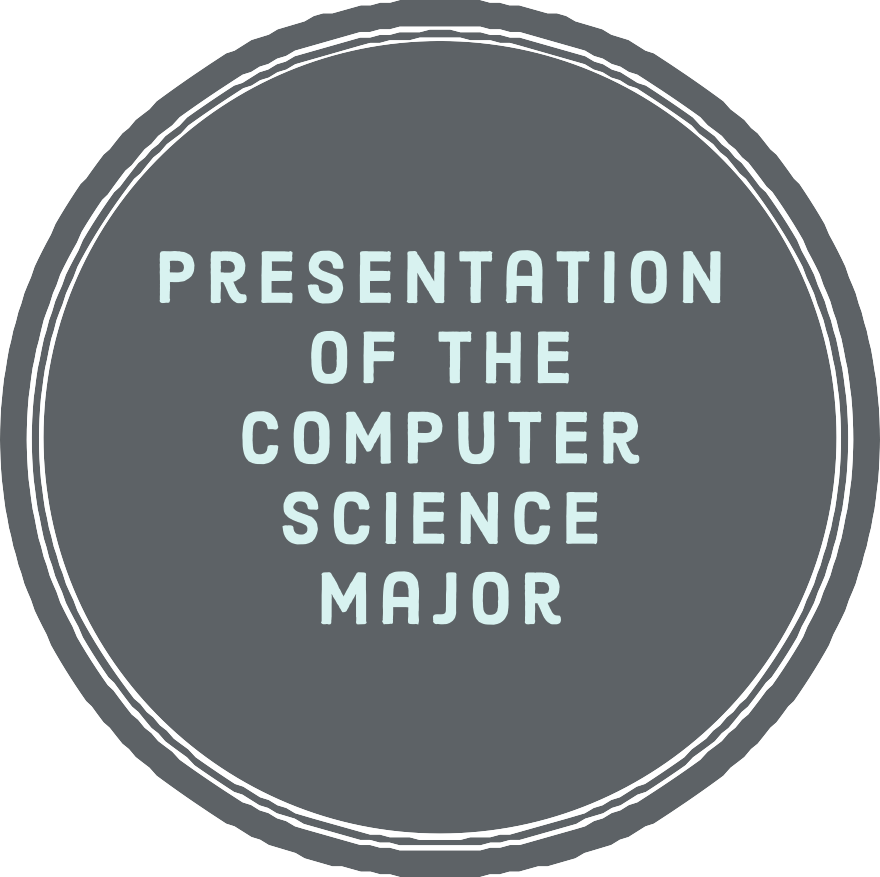 PRESENTATION
OF THE
COMPUTER
SCIENCE
MAJOR